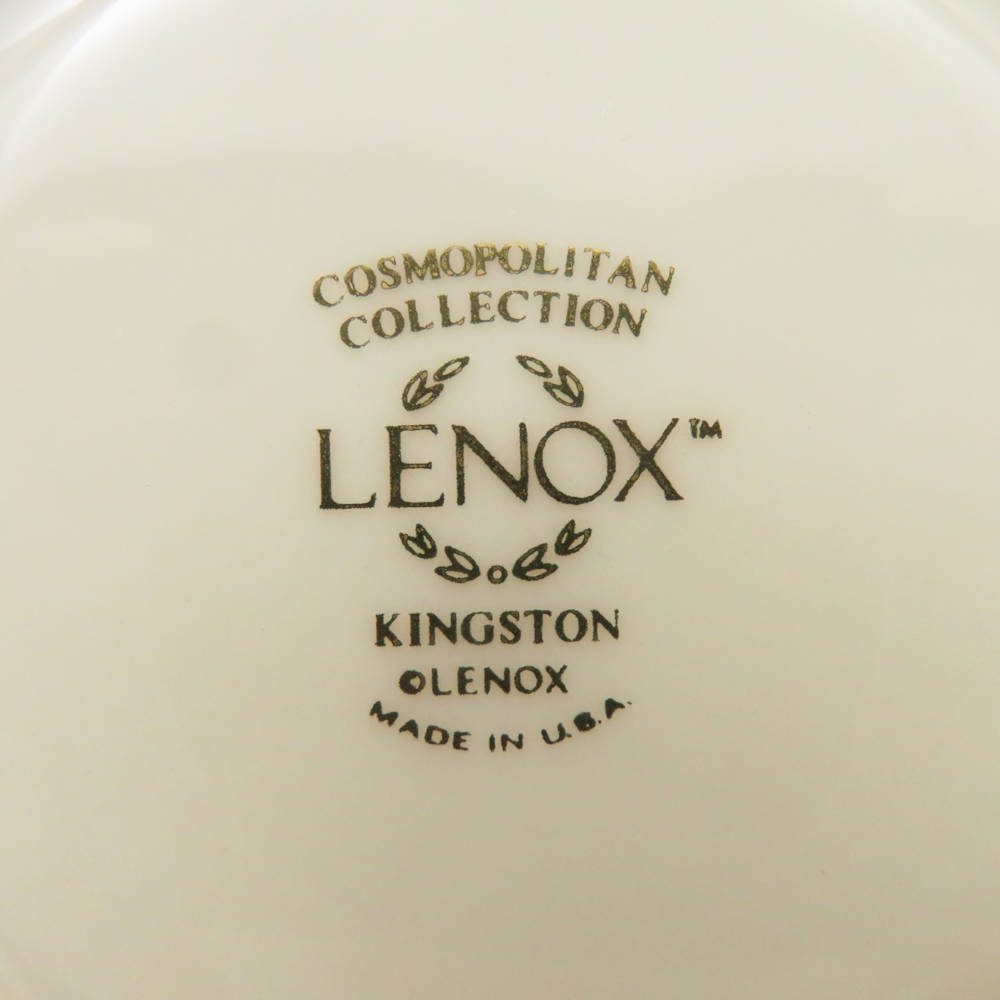 COSMOPOLITAN
COLLECTION
LENOX™
KINGSTON
©LENOX
MADE IN U.S.A.